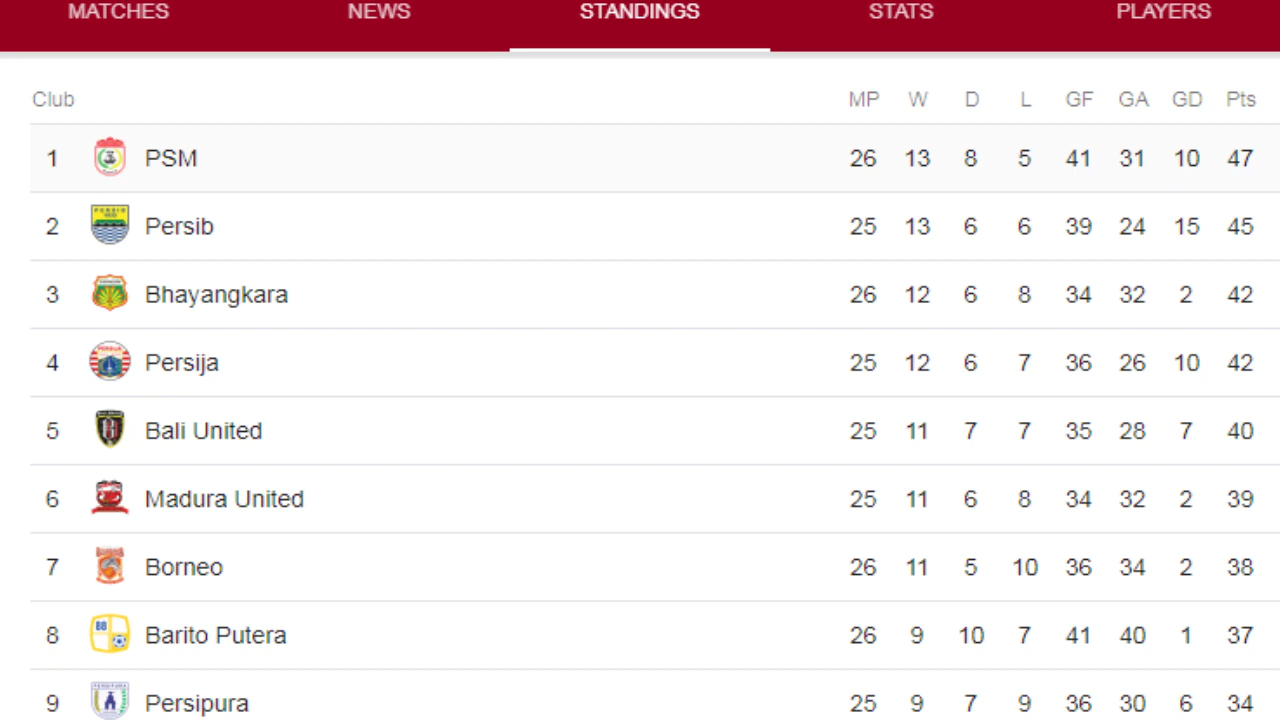 MATCHES NEWS STANDINGS STATS PLAYERS
Club MP W D L GF GA GD Pts
1 PSM 26 13 8 5 41 31 10 47
2 Persib 25 13 6 6 39 24 15 45
3 Bhayangkara 26 12 6 8 34 32 2 42
4 Persija 25 12 6 7 36 26 10 42
5 Bali United 25 11 7 7 35 28 7 40
6 Madura United 25 11 6 8 34 32 2 39
7 Borneo 26 11 5 10 36 34 2 38
8 88 Barito Putera 26 9 10 7 41 40 1 37
9 Persipura 25 9 7 9 36 30 6 34